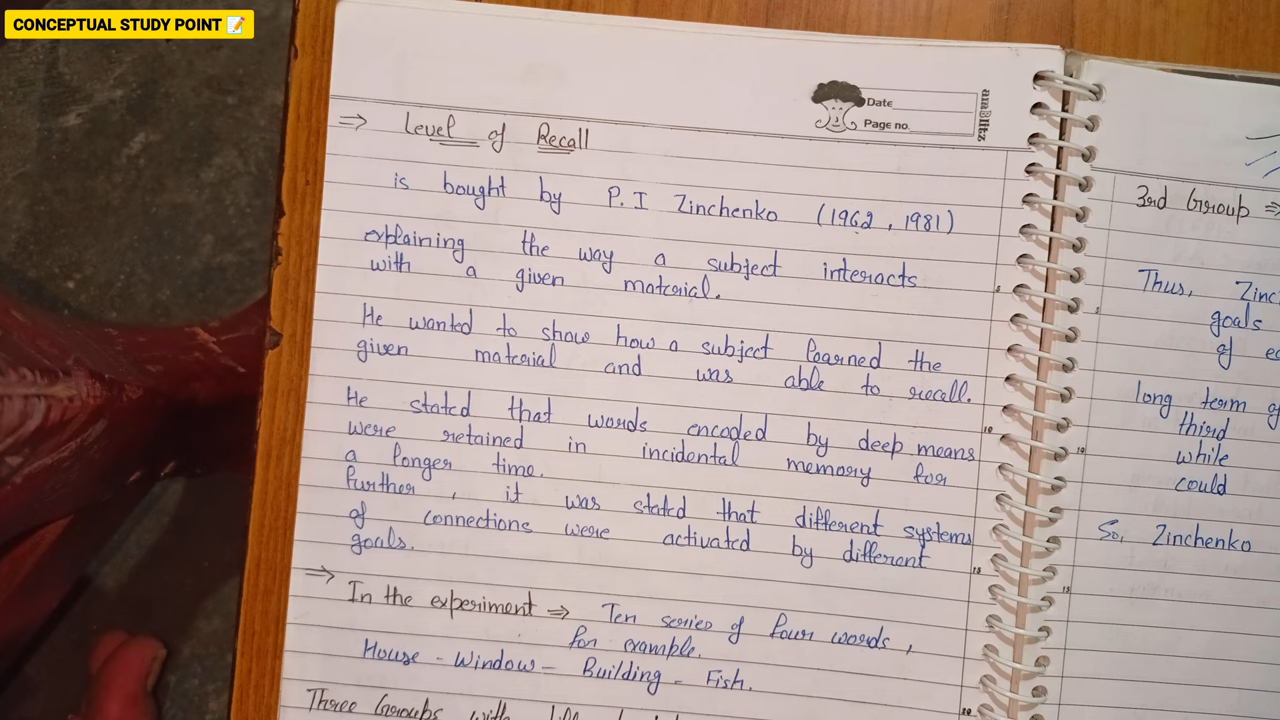 CONCEPTUAL STUDY POINT 📝
amBlitz
Date
Page no.
⇒ Level of Recall
is bought by P. I Zinchenko (1962, 1981)
explaining the way a subject interacts
with a given material.
He wanted to show how a subject learned the
given material and was able to recall.
He stated that words encoded by deep means
were retained in incidental memory for
a longer time.
further, it was stated that different systems
of connections were activated by different
goals.
⇒ In the experiment ⇒ Ten series of four words,
for example.
House - Window - Building - Fish.
Three Groups with
3rd Group ⇒
Thus, Zinc
goals
of
long term
third
while
could
So, Zinchenko